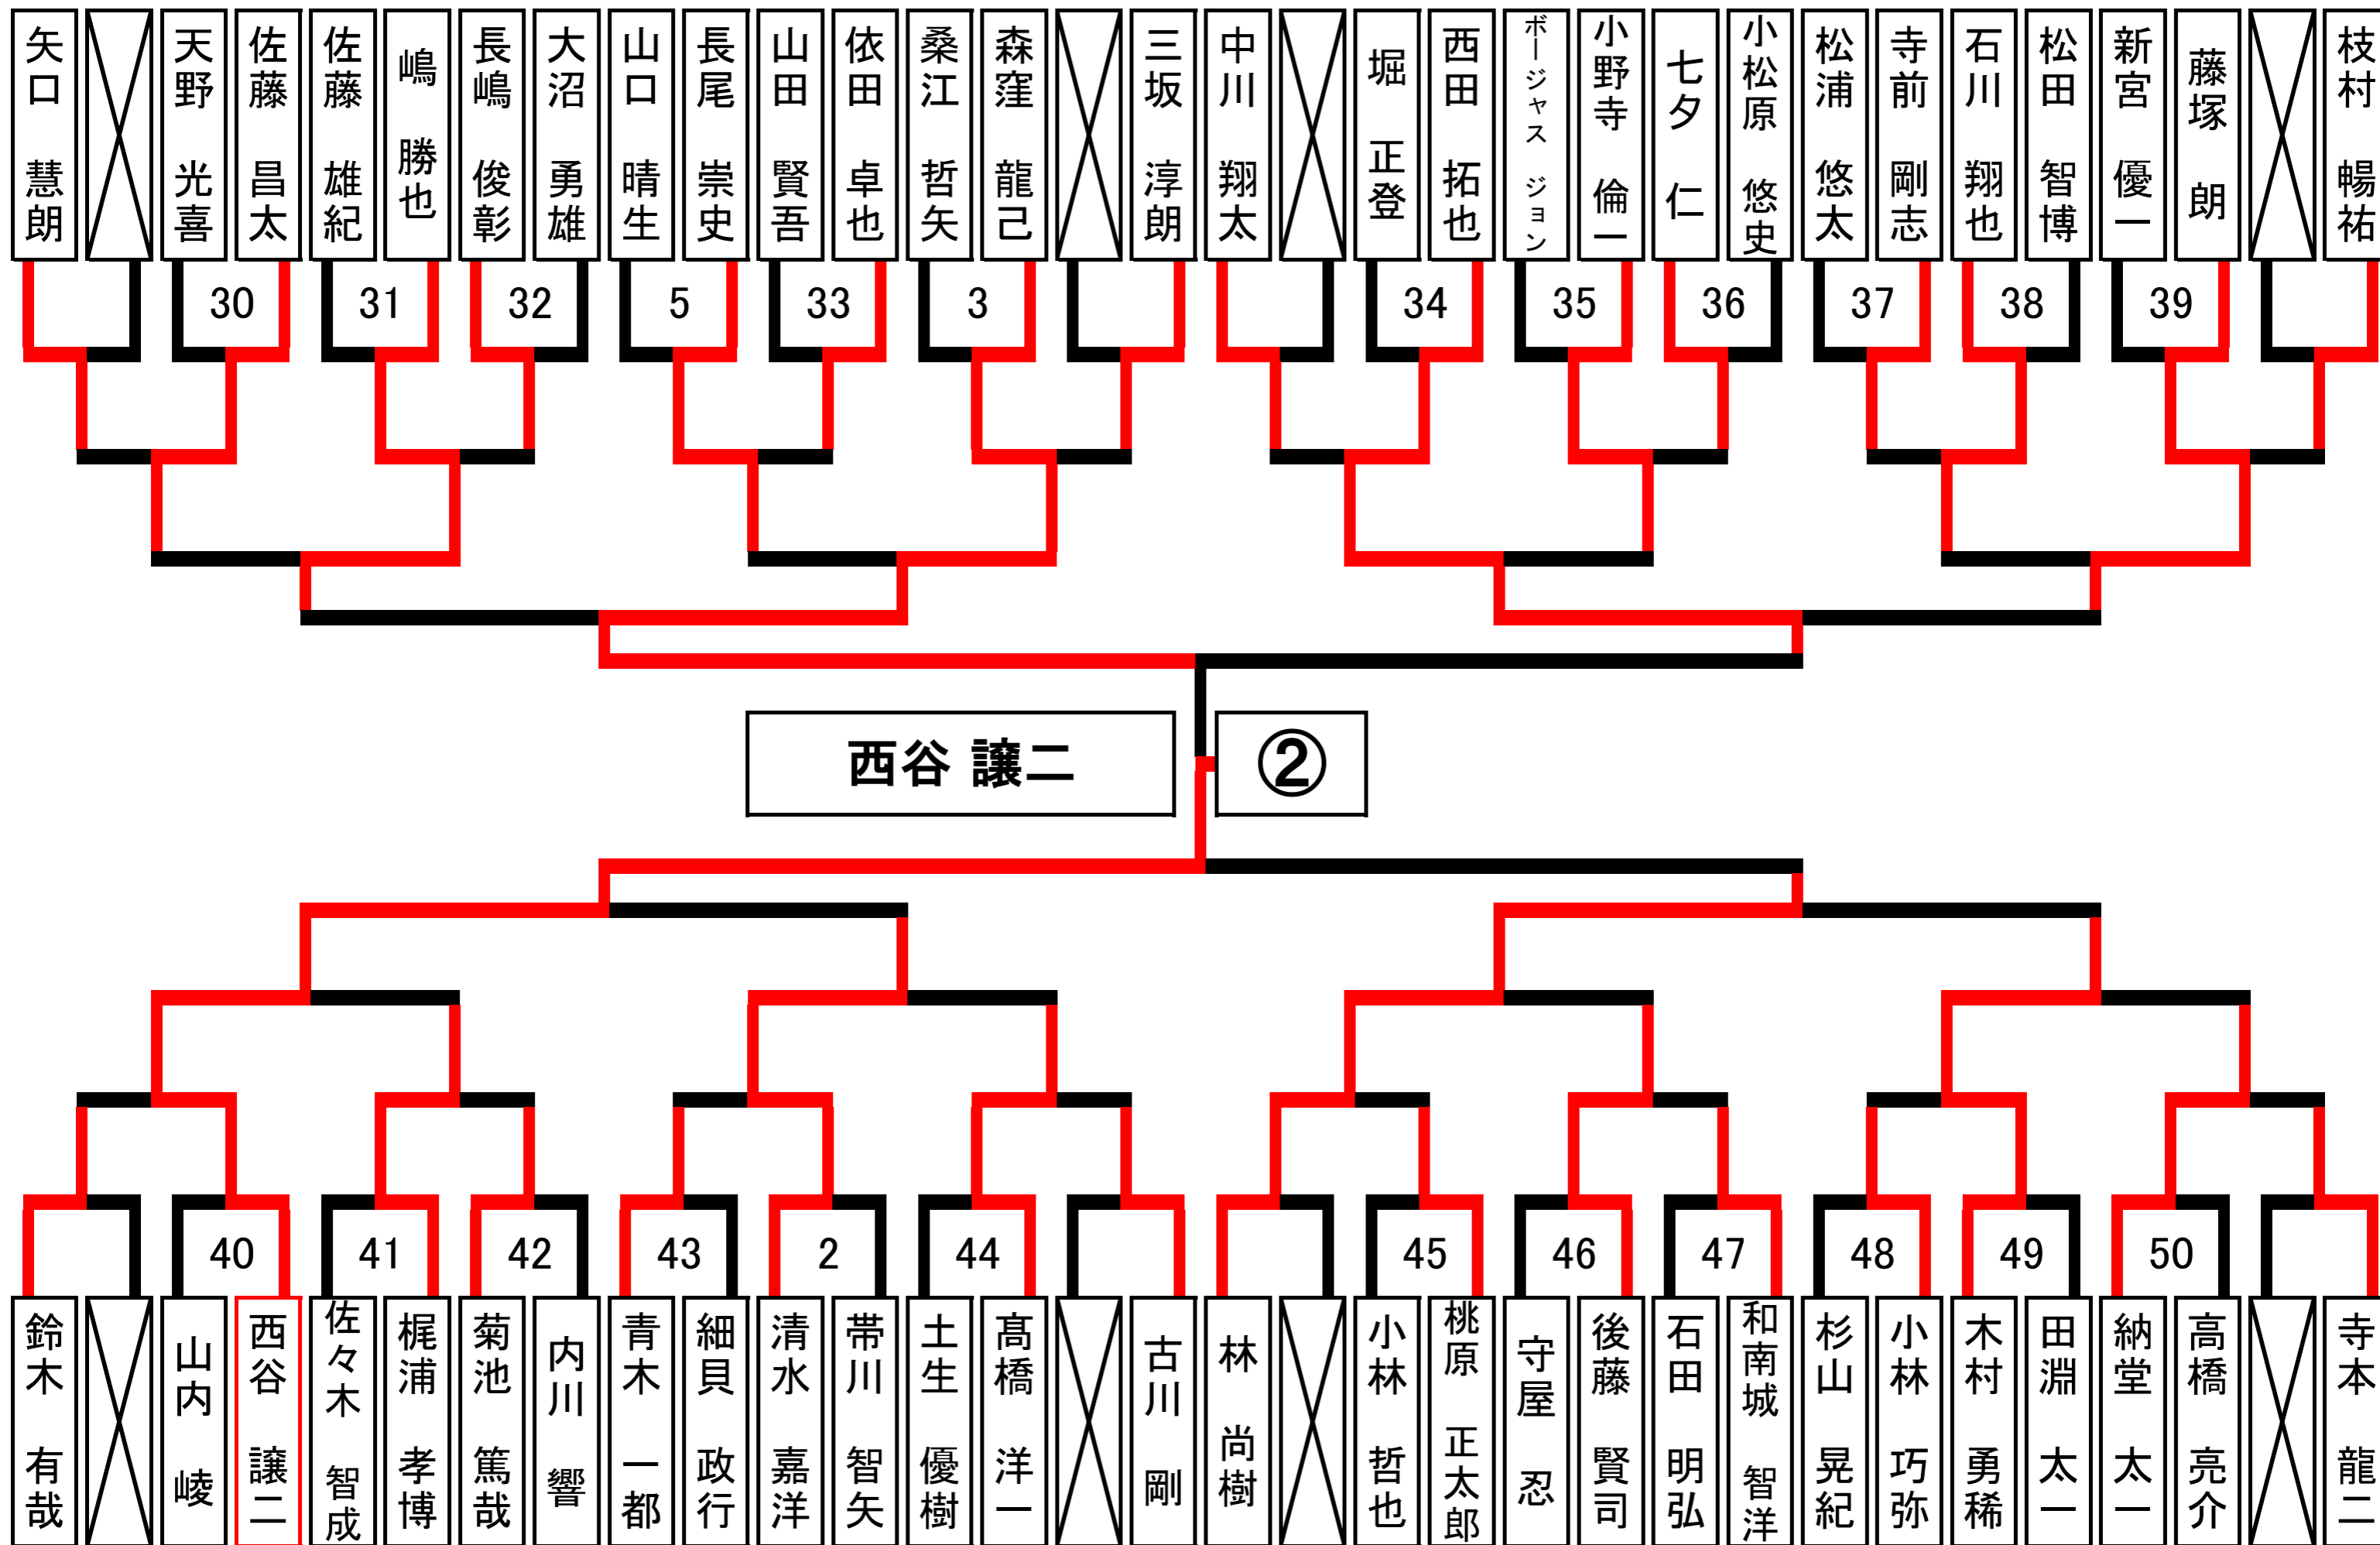 矢口 慧朗
天野 光喜
佐藤 昌太
佐藤 雄紀
嶋 勝也
長嶋 俊彰
大沼 勇雄
山口 晴生
長尾 崇史
山田 賢吾
依田 卓也
桑江 哲矢
森窪 龍己
三坂 淳朗
中川 翔太
堀 正登
西田 拓也
ボージャス ジョン
小野寺 倫一
七夕 仁
小松原 悠史
松浦 悠太
寺前 剛志
石川 翔也
松田 智博
新宮 優一
藤塚 朗
枝村 暢祐
30
31
32
5
33
3
34
35
36
37
38
39
西谷 譲二
②
40
41
42
43
2
44
45
46
47
48
49
50
鈴木 有哉
山内 崚
西谷 譲二
佐々木 智成
梶浦 孝博
菊池 篤哉
内川 響
青木 一都
細貝 政行
清水 嘉洋
帯川 智矢
土生 優樹
髙橋 洋一
古川 剛
林 尚樹
小林 哲也
桃原 正太郎
守屋 忍
後藤 賢司
石田 明弘
和南城 智洋
杉山 晃紀
小林 巧弥
木村 勇稀
田淵 太一
納堂 太一
高橋 亮介
寺本 龍二